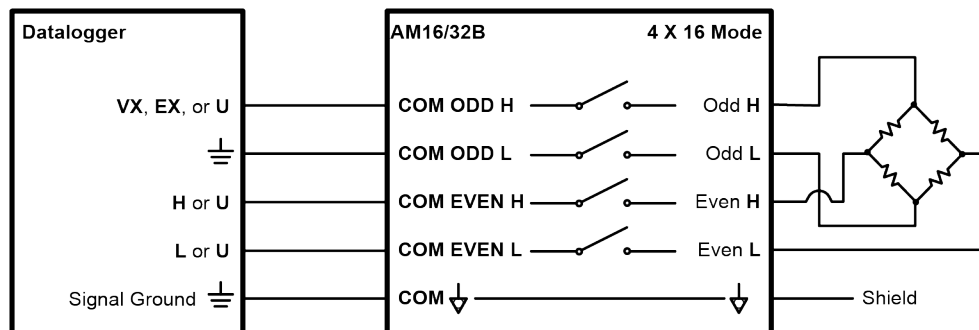 Datalogger AM16/32B 4 X 16 Mode
VX, EX, or U COM ODD H Odd H
COM ODD L Odd L
H or U COM EVEN H Even H
L or U COM EVEN L Even L
Signal Ground COM Shield